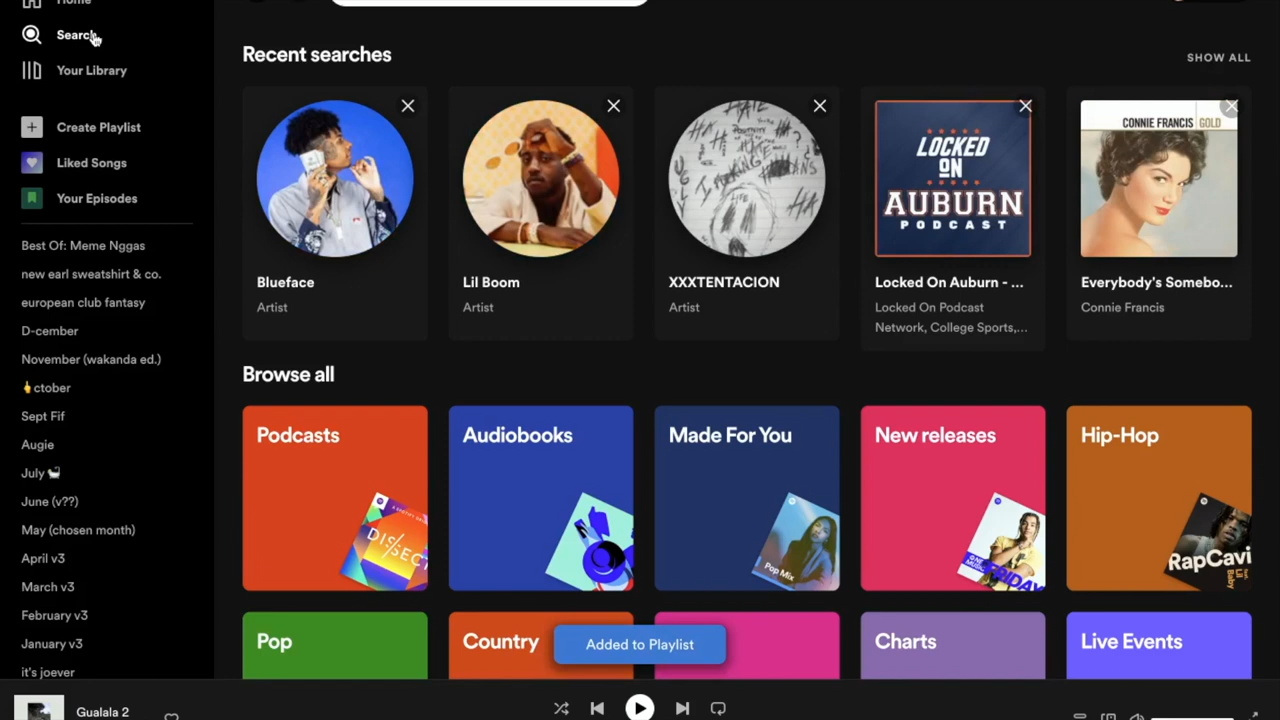 Home
Search
Your Library
Create Playlist
Liked Songs
Your Episodes
Best Of: Meme Nggas
new earl sweatshirt & co.
european club fantasy
D-cember
November (wakanda ed.)
🖕ctober
Sept Fif
Augie
July 🛀
June (v??)
May (chosen month)
April v3
March v3
February v3
January v3
it's joever
Recent searches
SHOW ALL
Blueface
Artist
Lil Boom
Artist
XXXTENTACION
Artist
LOCKED
ON
AUBURN
PODCAST
Locked On Auburn - ...
Locked On Podcast
Network, College Sports,...
CONNIE FRANCIS GOLD
Everybody's Somebo...
Connie Francis
Browse all
Podcasts
DISSECT
Audiobooks
Made For You
Pop Mix
New releases
FRIDAY
Hip-Hop
RapCavi
Lil
Baby
Pop
Country
Charts
Live Events
Added to Playlist
Gualala 2